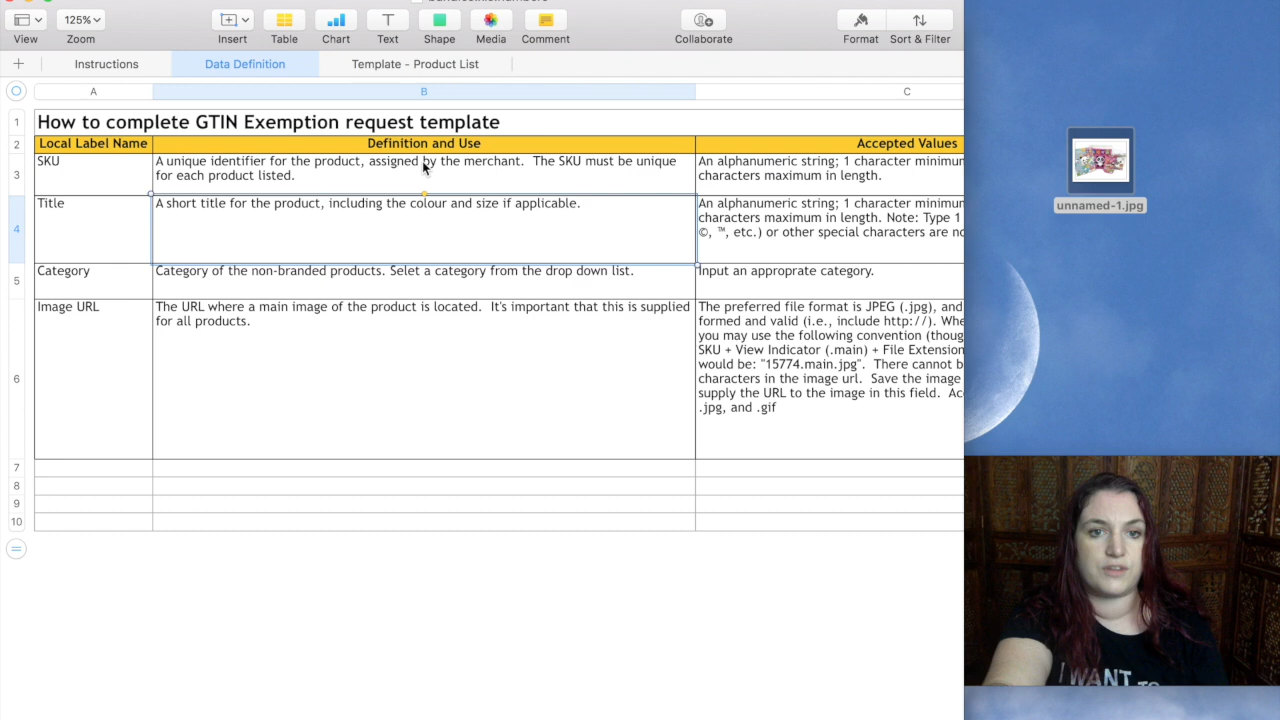 125%
View
Zoom
Insert
Table
Chart
Text
Shape
Media
Comment
Collaborate
Format
Sort & Filter
Instructions
Data Definition
Template - Product List
A
B
C
1
How to complete GTIN Exemption request template
2
Local Label Name
Definition and Use
Accepted Values
3
SKU
A unique identifier for the product, assigned by the merchant. The SKU must be unique
for each product listed.
An alphanumeric string; 1 character minimum
characters maximum in length.
4
Title
A short title for the product, including the colour and size if applicable.
An alphanumeric string; 1 character minimum
characters maximum in length. Note: Type 1
©, ™, etc.) or other special characters are
5
Category
Category of the non-branded products. Selet a category from the drop down list.
Input an approprate category.
6
Image URL
The URL where a main image of the product is located. It's important that this is supplied
for all products.
The preferred file format is JPEG (.jpg), and
formed and valid (i.e., include http://).
you may use the following convention
SKU + View Indicator (.main) + File Extension
would be: "15774.main.jpg". There cannot
characters in the image url. Save the image
supply the URL to the image in this field.
.jpg, and .gif
7
8
9
10
unnamed-1.jpg
I WANT TO